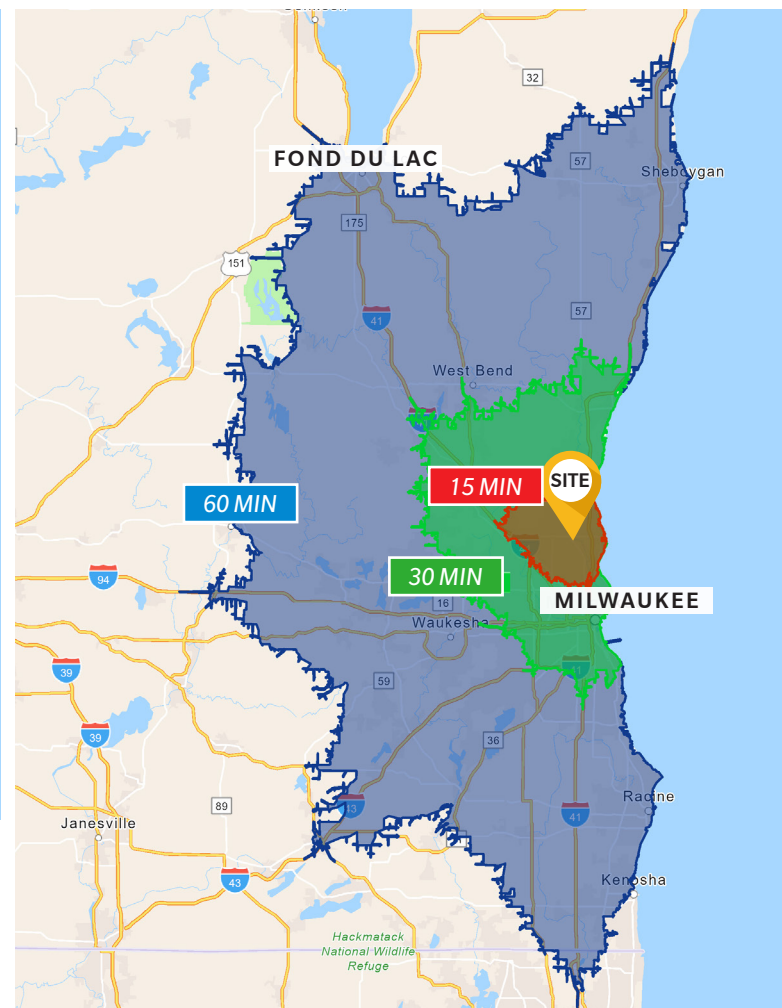 32
FOND DU LAC
57
Sheboygan
175
151
41
57
West Bend
15 MIN
SITE
60 MIN
30 MIN
94
16
MILWAUKEE
Waukesha
39
41
59
39
36
89
43
Racine
41
Janesville
43
Kenosha
Hackmatack
National Wildlife
Refuge